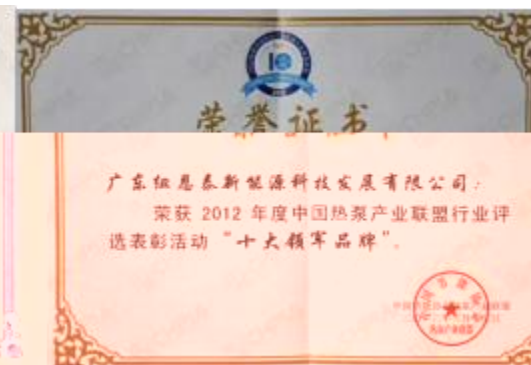 荣誉证书
广东纽恩泰新能源科技发展有限公司：
荣获 2012 年度中国热泵产业联盟行业评
选表彰活动“十大领军品牌”。